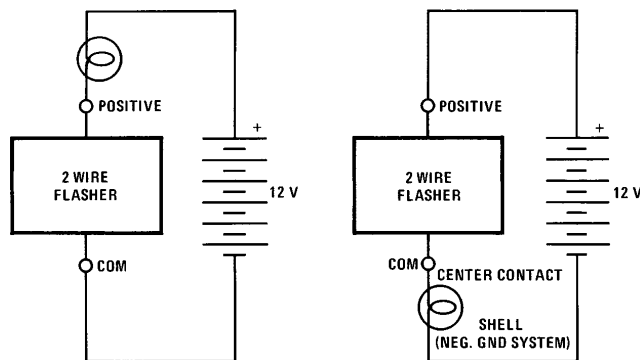 POSITIVE
+
2 WIRE
FLASHER
12 V
COM
POSITIVE
+
2 WIRE
FLASHER
12 V
COM
CENTER CONTACT
SHELL
(NEG. GND SYSTEM)